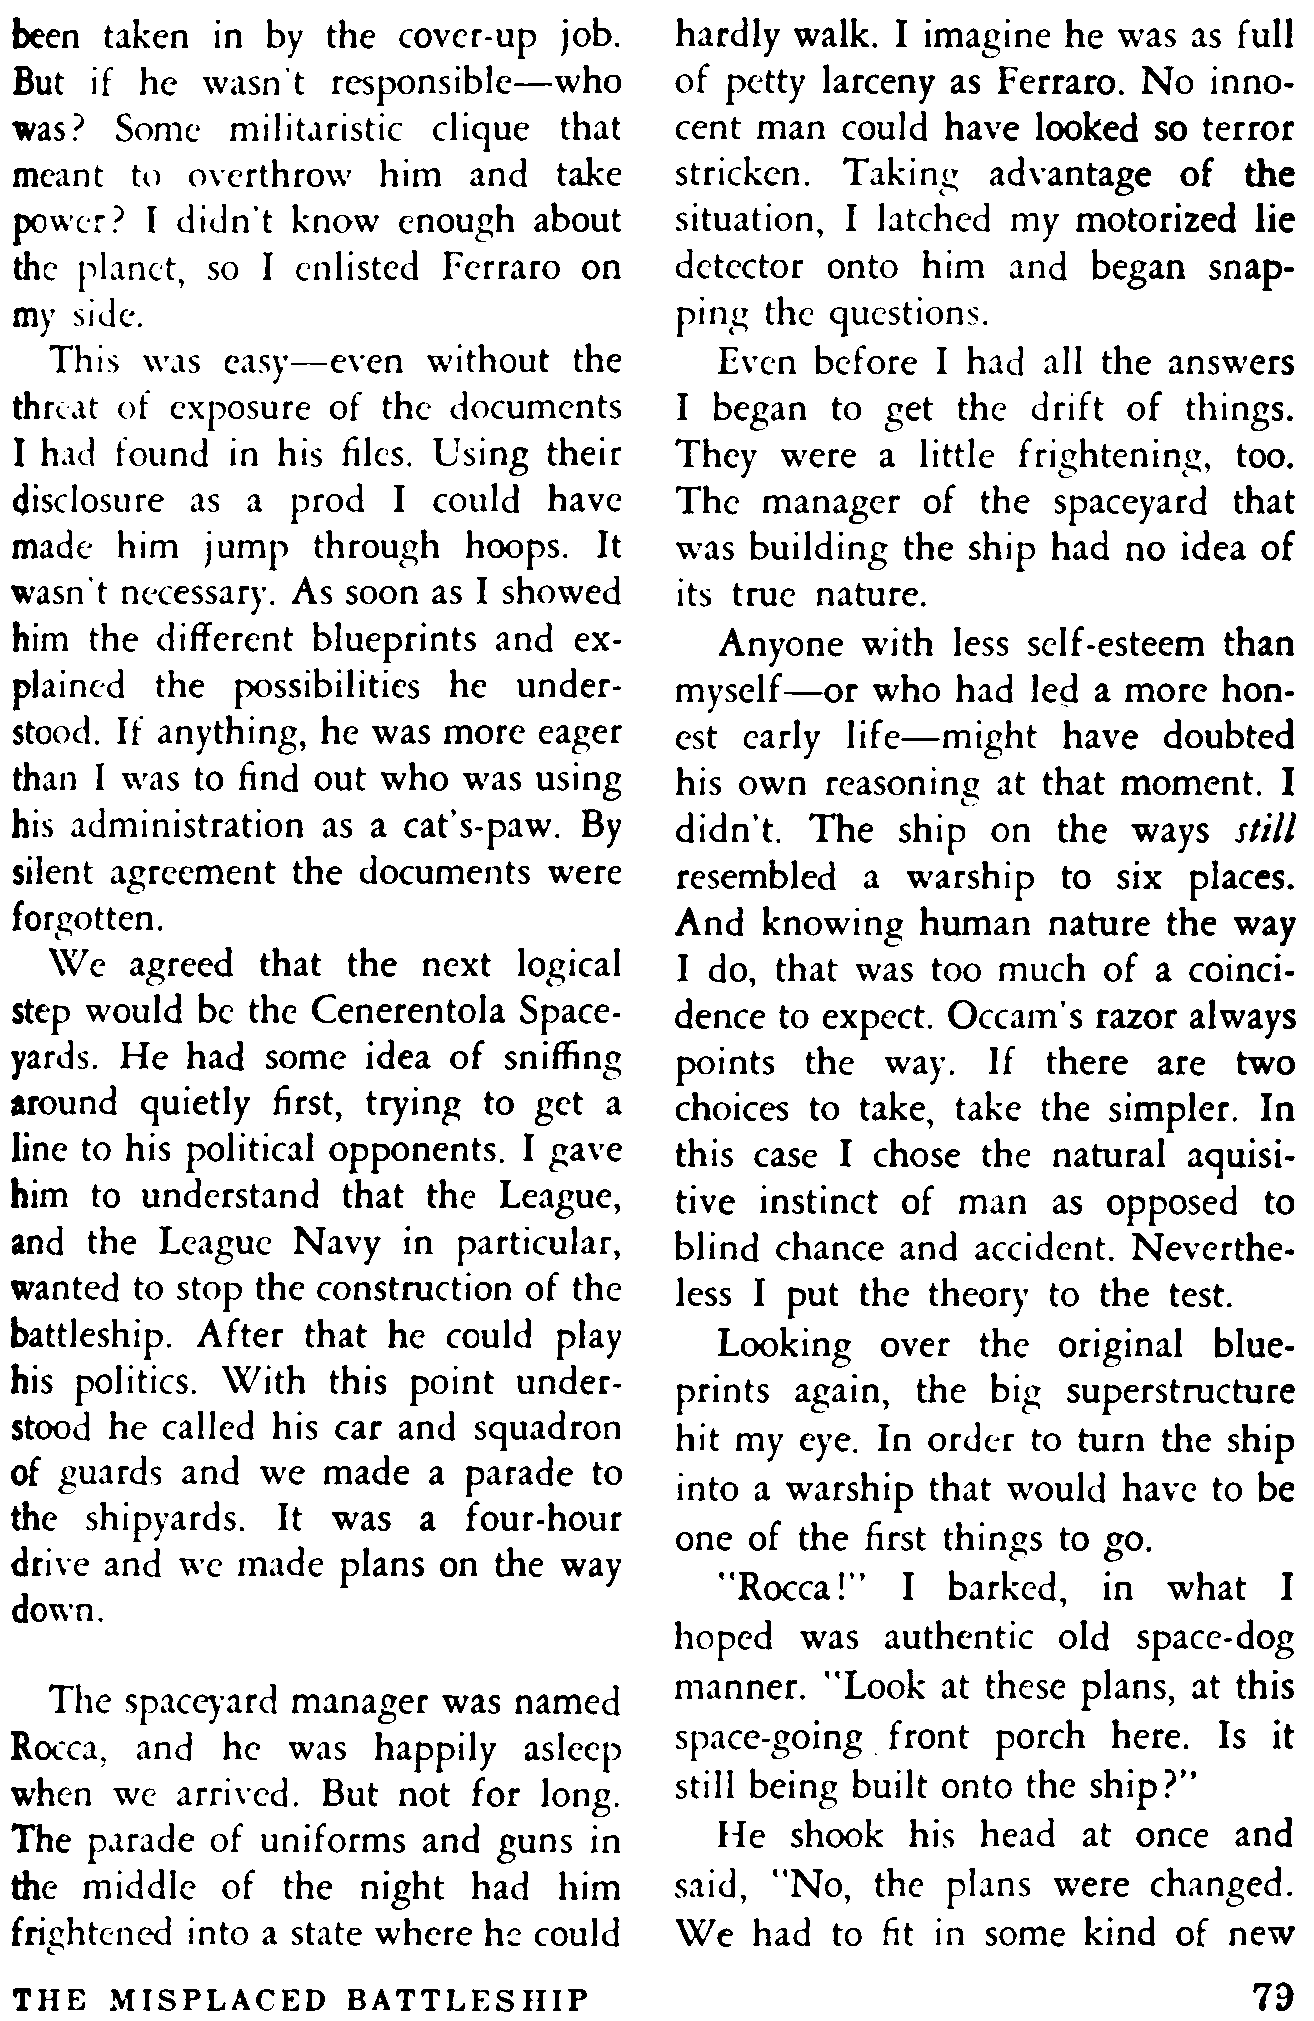 been taken in by the cover-up job.
But if he wasn't responsible—who
was? Some militaristic clique that
meant to overthrow him and take
power? I didn't know enough about
the planet, so I enlisted Ferraro on
my side.
This was easy—even without the
threat of exposure of the documents
I had found in his files. Using their
disclosure as a prod I could have
made him jump through hoops. It
wasn't necessary. As soon as I showed
him the different blueprints and ex-
plained the possibilities he under-
stood. If anything, he was more eager
than I was to find out who was using
his administration as a cat's-paw. By
silent agreement the documents were
forgotten.
We agreed that the next logical
step would be the Cenerentola Space-
yards. He had some idea of sniffing
around quietly first, trying to get a
line to his political opponents. I gave
him to understand that the League,
and the League Navy in particular,
wanted to stop the construction of the
battleship. After that he could play
his politics. With this point under-
stood he called his car and squadron
of guards and we made a parade to
the shipyards. It was a four-hour
drive and we made plans on the way
down.
The spaceyard manager was named
Rocca, and he was happily asleep
when we arrived. But not for long.
The parade of uniforms and guns in
the middle of the night had him
frightened into a state where he could
hardly walk. I imagine he was as full
of petty larceny as Ferraro. No inno-
cent man could have looked so terror
stricken. Taking advantage of the
situation, I latched my motorized lie
detector onto him and began snap-
ping the questions.
Even before I had all the answers
I began to get the drift of things.
They were a little frightening, too.
The manager of the spaceyard that
was building the ship had no idea of
its true nature.
Anyone with less self-esteem than
myself—or who had led a more hon-
est early life—might have doubted
his own reasoning at that moment. I
didn't. The ship on the ways still
resembled a warship to six places.
And knowing human nature the way
I do, that was too much of a coinci-
dence to expect. Occam's razor always
points the way. If there are two
choices to take, take the simpler. In
this case I chose the natural aquisi-
tive instinct of man as opposed to
blind chance and accident. Neverthe-
less I put the theory to the test.
Looking over the original blue-
prints again, the big superstructure
hit my eye. In order to turn the ship
into a warship that would have to be
one of the first things to go.
"Rocca!" I barked, in what I
hoped was authentic old space-dog
manner. "Look at these plans, at this
space-going front porch here. Is it
still being built onto the ship?"
He shook his head at once and
said, "No, the plans were changed.
We had to fit in some kind of new
THE MISPLACED BATTLESHIP 79